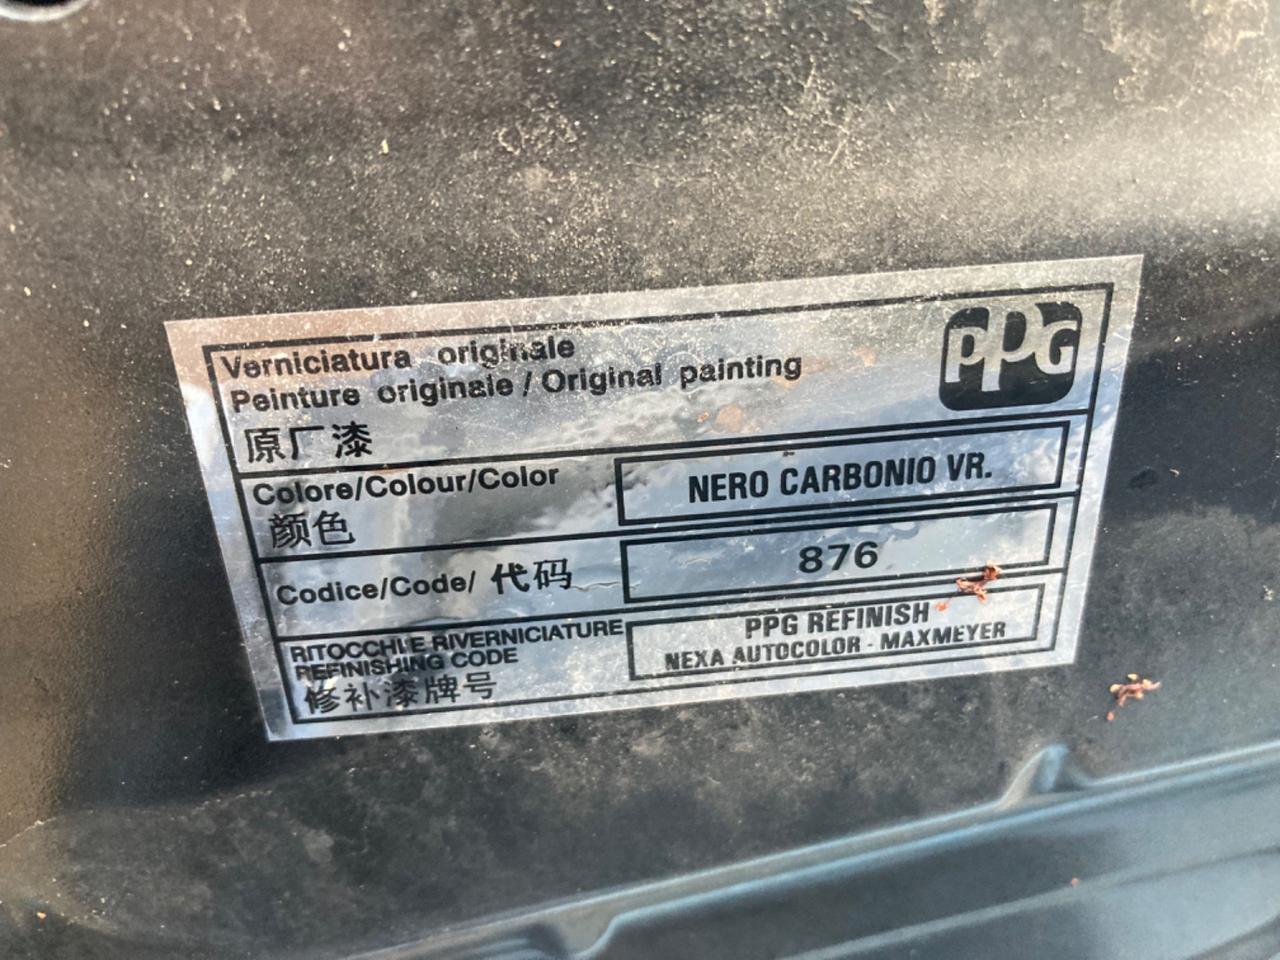 Verniciatura originale
Peinture originale / Original painting
原厂漆
PPG
Colore/Colour/Color
颜色
NERO CARBONIO VR.
Codice/Code/ 代码
876
RITOCCHI E RIVERNICIATURE
REFINISHING CODE
修补漆牌号
PPG REFINISH
NEXA AUTOCOLOR - MAXMEYER